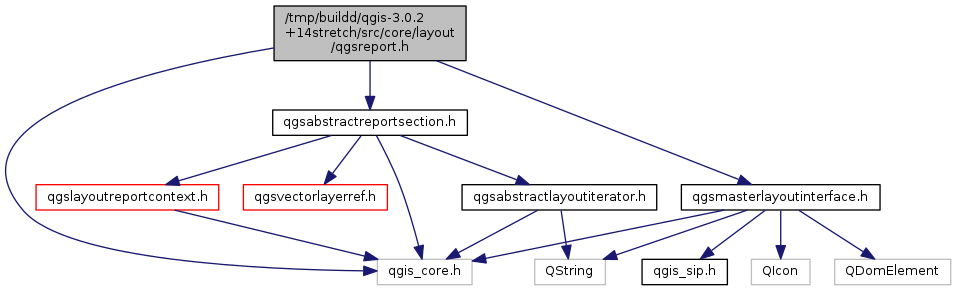 /tmp/buildd/qgis-3.0.2
+14stretch/src/core/layout
/qgsreport.h
qgsabstractreportsection.h
qgslayoutreportcontext.h
qgsvectorlayerref.h
qgsabstractlayoutiterator.h
qgsmasterlayoutinterface.h
qgis_core.h
QString
qgis_sip.h
QIcon
QDomElement